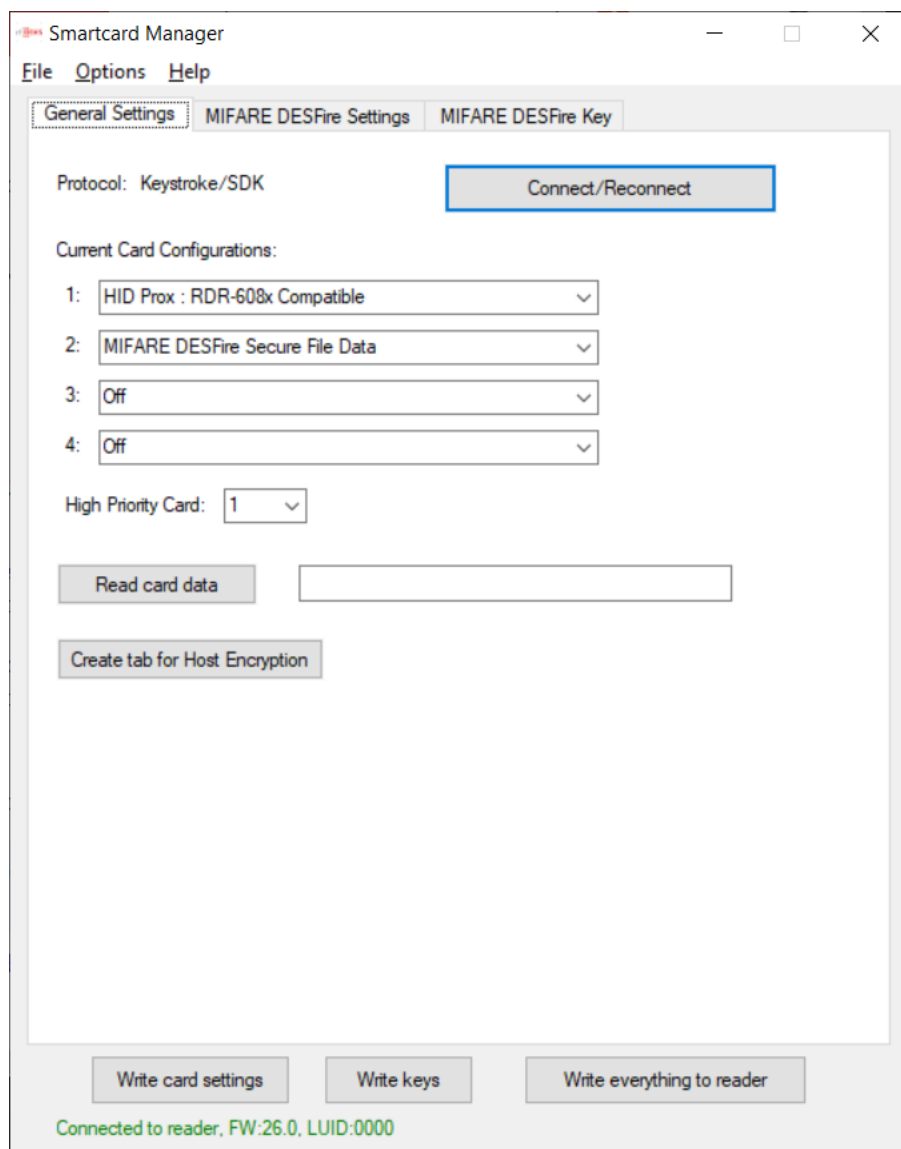 Smartcard Manager
File Options Help
General Settings MIFARE DESFire Settings MIFARE DESFire Key
Protocol: Keystroke/SDK Connect/Reconnect
Current Card Configurations:
1: HID Prox : RDR-608x Compatible
2: MIFARE DESFire Secure File Data
3: Off
4: Off
High Priority Card: 1
Read card data
Create tab for Host Encryption
Write card settings Write keys Write everything to reader
Connected to reader, FW:26.0, LUID:0000